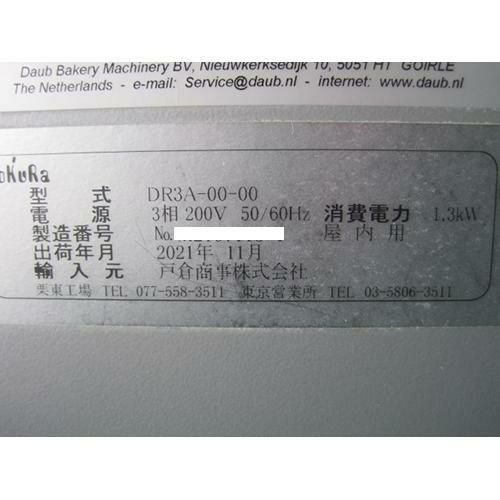 Daub Bakery Machinery BV, Nieuwkerksedijk 10, 5051 HT GOIRLE
The Netherlands - e-mail: Service@daub.nl - internet: www.daub.nl
型式 DR3A-00-00
電源 3相 200V 50/60Hz 消費電力 1.3kW
製造番号 No. 屋内用
出荷年月 2021年 11月
輸入元 戸倉商事株式会社
栗東工場 TEL 077-558-3511 東京営業所 TEL 03-5806-3511